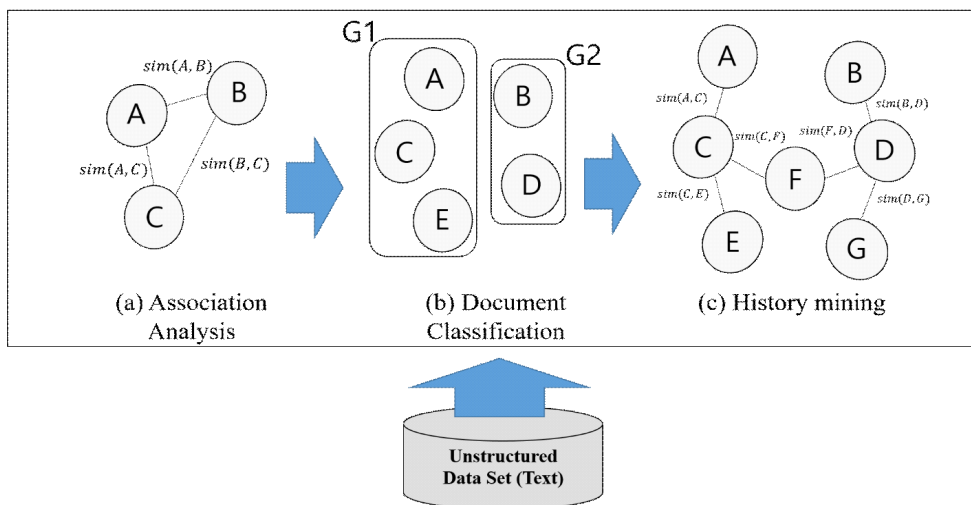 sim(A,B)
A
B
sim(A,C)
sim(B,C)
C
(a) Association
Analysis
G1
A
C
E
G2
B
D
(b) Document
Classification
A
B
sim(A,C)
sim(B,D)
C
sim(C,F)
sim(F,D)
D
F
sim(C,E)
sim(D,G)
E
G
(c) History mining
Unstructured
Data Set (Text)